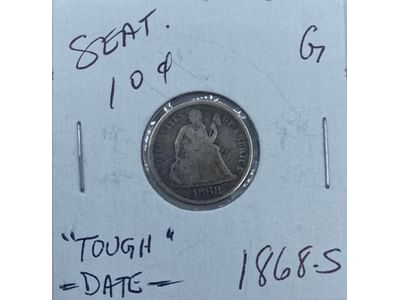 SEAT.
10¢
G
UNITED STATES OF AMERICA
1868
"TOUGH"
-DATE-
1868-S